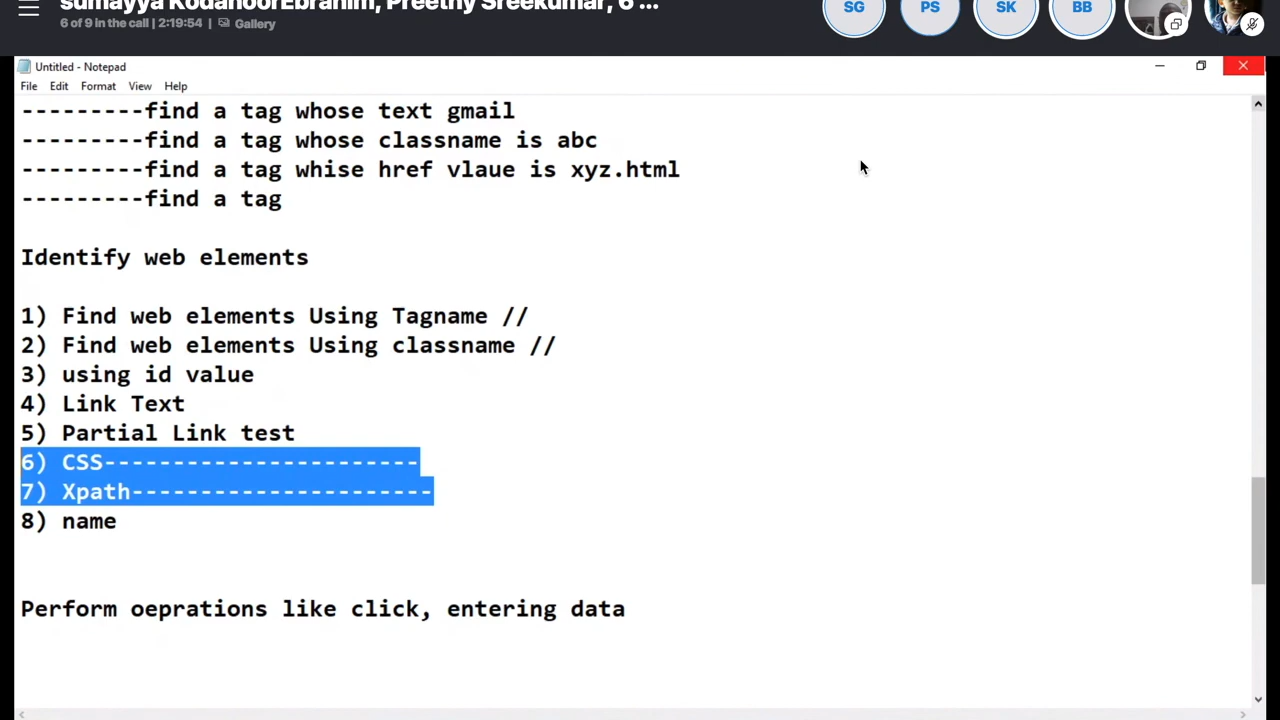 sumayya KodanoorEbrahim, Preethy Sreekumar, 6 ...
6 of 9 in the call | 2:19:54 | Gallery
SG PS SK BB
Untitled - Notepad
File Edit Format View Help
---------find a tag whose text gmail
---------find a tag whose classname is abc
---------find a tag whise href vlaue is xyz.html
---------find a tag
Identify web elements
1) Find web elements Using Tagname //
2) Find web elements Using classname //
3) using id value
4) Link Text
5) Partial Link test
6) CSS-----------------------
7) Xpath----------------------
8) name
Perform oeprations like click, entering data